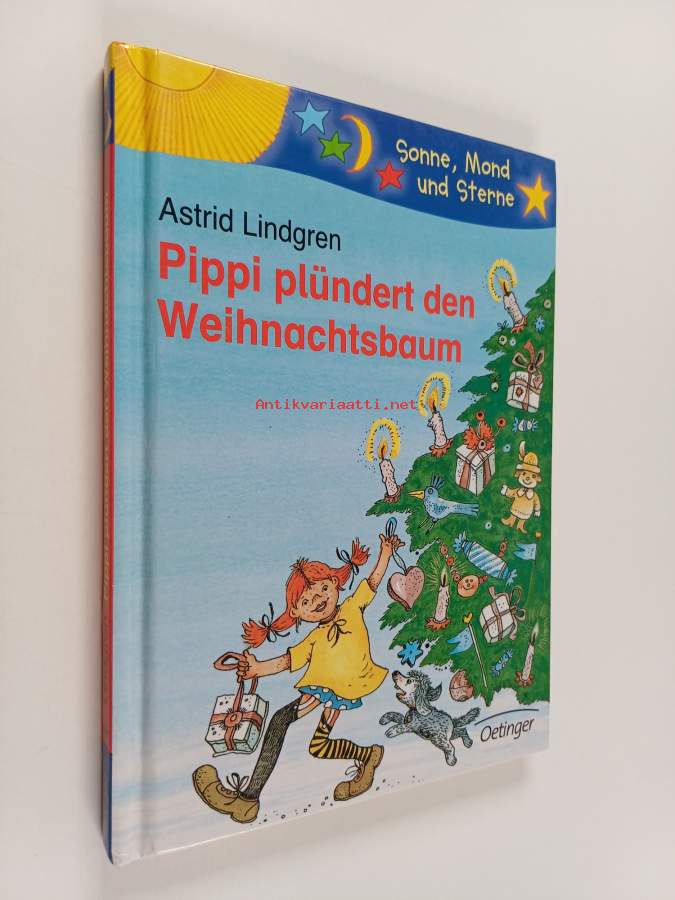 Sonne, Mond
und Sterne
Astrid Lindgren
Pippi plündert den
Weihnachtsbaum
Antikvariaatti.net
Oetinger